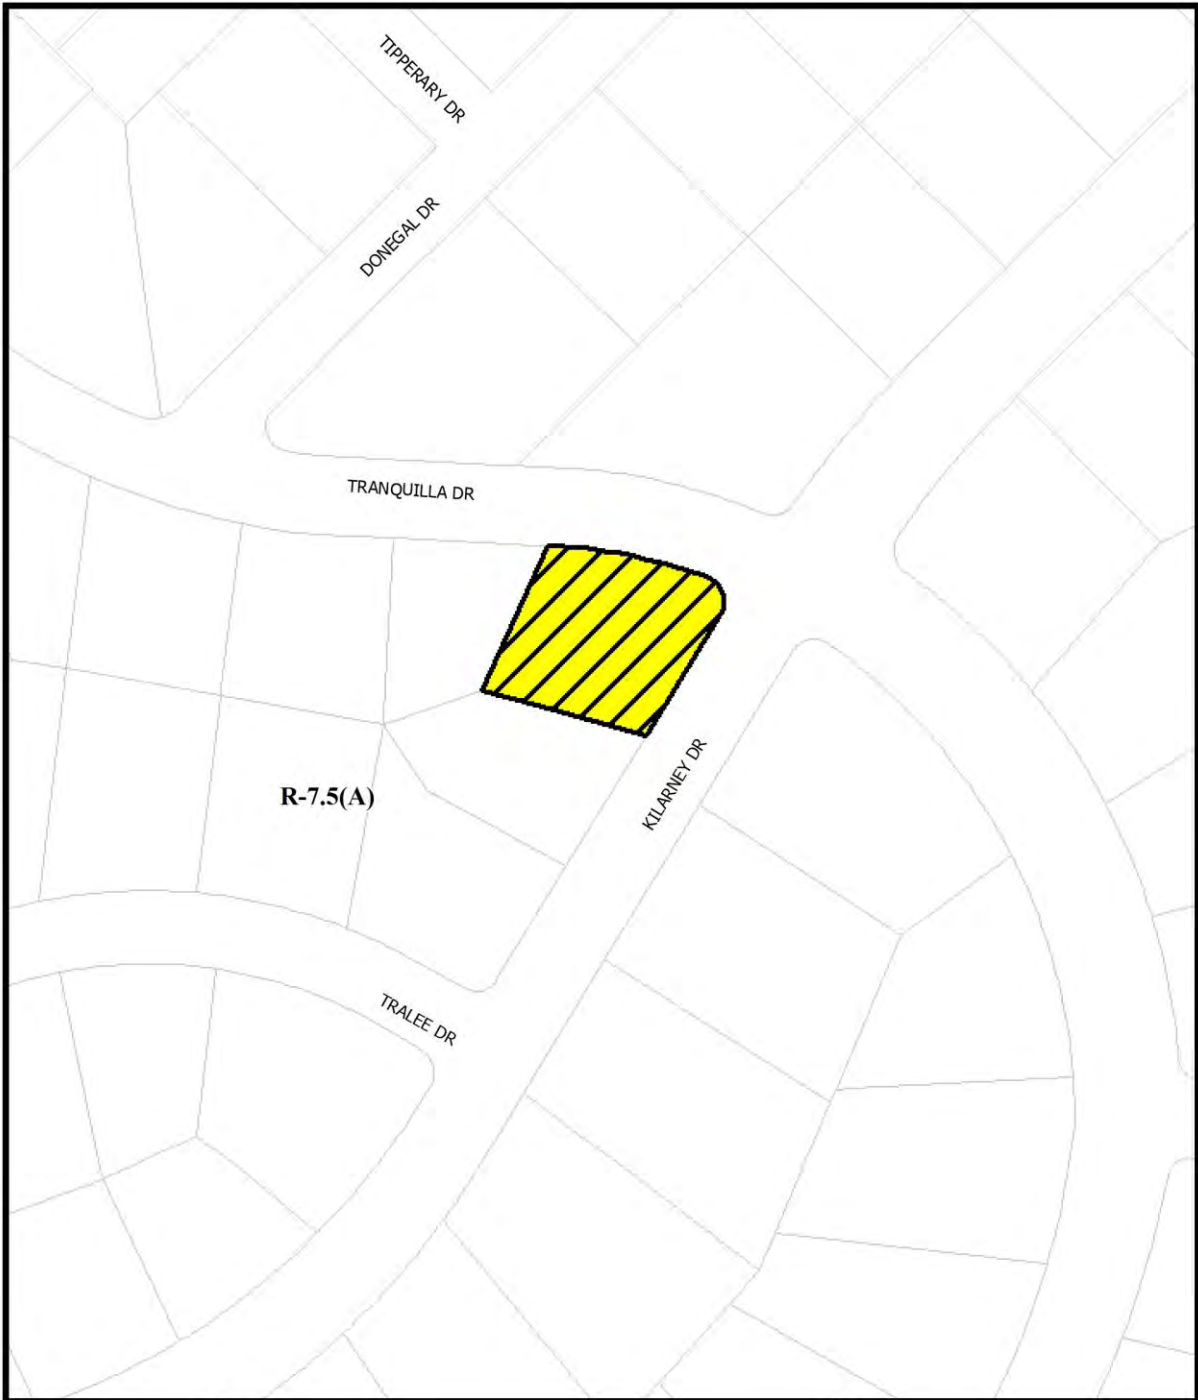 TIPPERARY DR
DONEGAL DR
TRANQUILLA DR
KILARNEY DR
R-7.5(A)
TRALEE DR